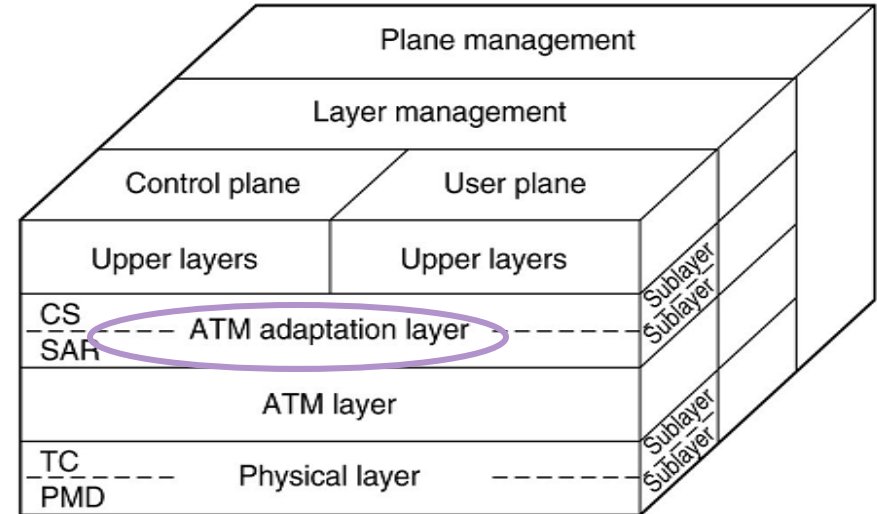 Plane management
Layer management
Control plane User plane
Upper layers Upper layers
Sublayer
Sublayer
CS
ATM adaptation layer
SAR
ATM layer
Sublayer
Sublayer
TC
Physical layer
PMD